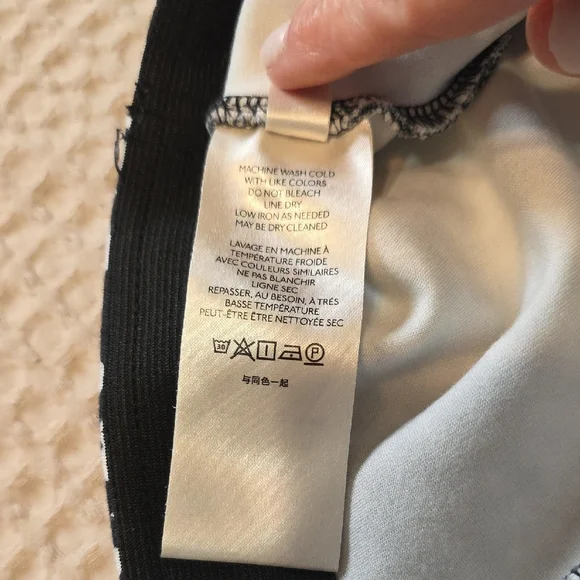 MACHINE WASH COLD
WITH LIKE COLORS
DO NOT BLEACH
LINE DRY
LOW IRON AS NEEDED
MAY BE DRY CLEANED
LAVAGE EN MACHINE À
TEMPÉRATURE FROIDE
AVEC COULEURS SIMILAIRES
NE PAS BLANCHIR
LIGNE SEC
REPASSER, AU BESOIN, À TRÉS
BASSE TEMPÉRATURE
PEUT-ÊTRE ÊTRE NETTOYÉE SEC
30 P
与同色一起